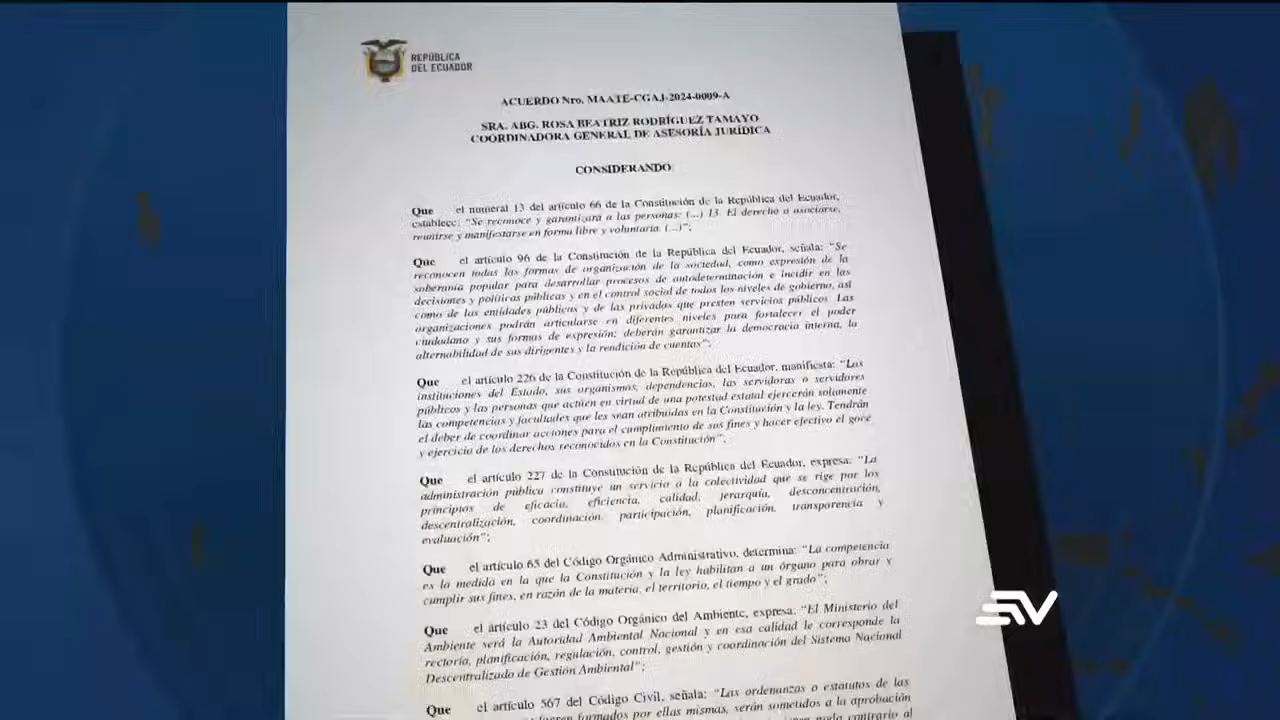 REPÚBLICA
DEL ECUADOR
ACUERDO Nro. MAATE-CGAJ-2024-0009-A
SRA. ABG. ROSA BEATRIZ RODRÍGUEZ TAMAYO
COORDINADORA GENERAL DE ASESORÍA JURÍDICA
CONSIDERANDO
Que el numeral 13 del artículo 66 de la Constitución de la República del Ecuador,
establece: “Se reconoce y garantizará a las personas: (...) 13. El derecho a asociarse,
reunirse y manifestarse en forma libre y voluntaria. (...)”;
Que el artículo 96 de la Constitución de la República del Ecuador, señala: “Se
reconocen todas las formas de organización de la sociedad, como expresión de la
soberanía popular para desarrollar procesos de autodeterminación e incidir en las
decisiones y políticas públicas y en el control social de todos los niveles de gobierno, así
como de las entidades públicas y de las privadas que presten servicios públicos. Las
organizaciones podrán articularse en diferentes niveles para fortalecer el poder
ciudadano y sus formas de expresión; deberán garantizar la democracia interna, la
alternabilidad de sus dirigentes y la rendición de cuentas”;
Que el artículo 226 de la Constitución de la República del Ecuador, manifiesta: “Las
instituciones del Estado, sus organismos, dependencias, las servidoras o servidores
públicos y las personas que actúen en virtud de una potestad estatal ejercerán solamente
las competencias y facultades que les sean atribuidas en la Constitución y la ley. Tendrán
el deber de coordinar acciones para el cumplimiento de sus fines y hacer efectivo el goce
y ejercicio de los derechos reconocidos en la Constitución”;
Que el artículo 227 de la Constitución de la República del Ecuador, expresa: “La
administración pública constituye un servicio a la colectividad que se rige por los
principios de eficacia, eficiencia, calidad, jerarquía, desconcentración,
descentralización, coordinación, participación, planificación, transparencia y
evaluación”;
Que el artículo 65 del Código Orgánico Administrativo, determina: “La competencia
es la medida en la que la Constitución y la ley habilitan a un órgano para obrar y
cumplir sus fines, en razón de la materia, el territorio, el tiempo y el grado”;
Que el artículo 23 del Código Orgánico del Ambiente, expresa: “El Ministerio del
Ambiente será la Autoridad Ambiental Nacional y en esa calidad le corresponde la
rectoría, planificación, regulación, control, gestión y coordinación del Sistema Nacional
Descentralizado de Gestión Ambiental”;
Que el artículo 567 del Código Civil, señala: “Las ordenanzas o estatutos de las
formados por ellas mismas, serán sometidos a la aprobación
contrario al